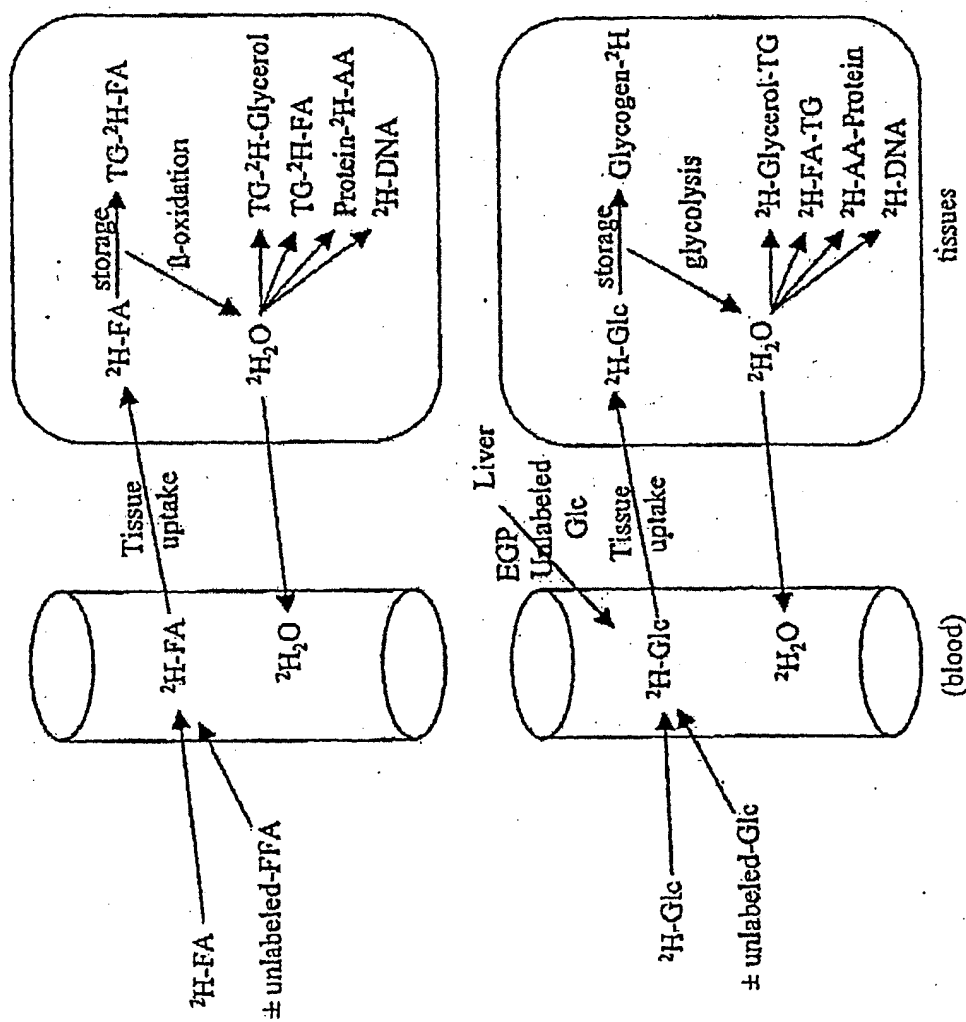 ²H-FA
± unlabeled-FFA
²H-FA
²H₂O
Tissue
uptake
²H-FA
storage
TG-²H-FA
ß-oxidation
²H₂O
TG-²H-Glycerol
TG-²H-FA
Protein-²H-AA
²H-DNA
²H-Glc
± unlabeled-Glc
²H-Glc
²H₂O
EGP
Unlabeled
Glc
Liver
Tissue
uptake
²H-Glc
storage
Glycogen-²H
glycolysis
²H₂O
²H-Glycerol-TG
²H-FA-TG
²H-AA-Protein
²H-DNA
(blood)
tissues